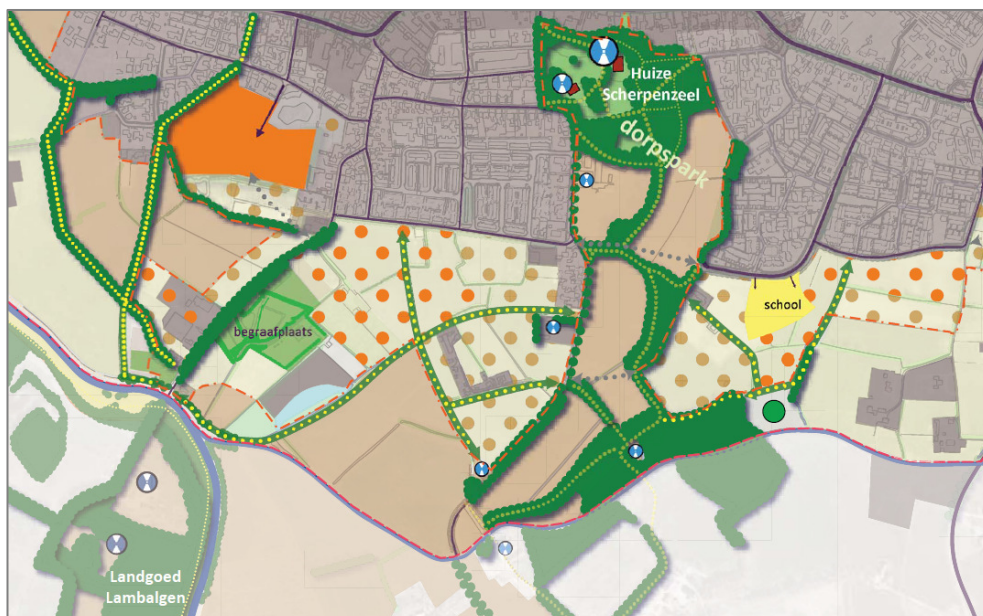 Huize
Scherpenzeel
dorpspark
school
begraafplaats
Landgoed
Lambalgen